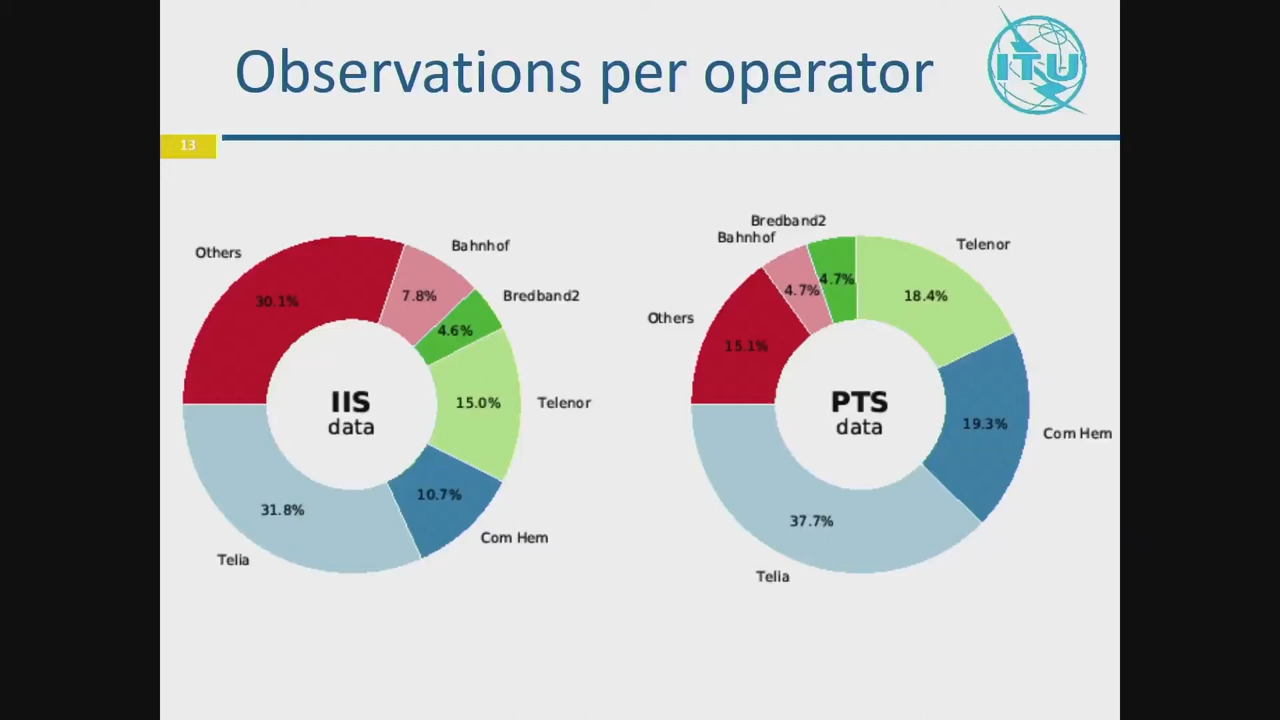 Observations per operator
ITU
13
Others
Bahnhof
30.1%
7.8%
Bredband2
4.6%
IIS
data
15.0%
Telenor
10.7%
31.8%
Com Hem
Telia
Bredband2
Bahnhof
Telenor
4.7%
4.7%
18.4%
Others
15.1%
PTS
data
19.3%
Com Hem
37.7%
Telia